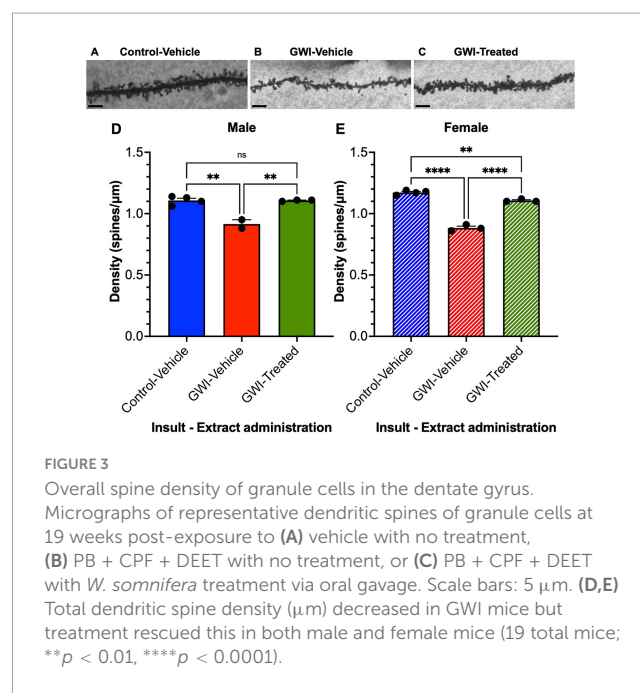 A Control-Vehicle B GWI-Vehicle C GWI-Treated
D Male E Female
ns **
** ** **** ****
1.5 1.5
1.0 1.0
0.5 0.5
0.0 0.0
Density (spines/μm) Density (spines/μm)
Control-Vehicle GWI-Vehicle GWI-Treated Control-Vehicle GWI-Vehicle GWI-Treated
Insult - Extract administration Insult - Extract administration
FIGURE 3
Overall spine density of granule cells in the dentate gyrus.
Micrographs of representative dendritic spines of granule cells at
19 weeks post-exposure to (A) vehicle with no treatment,
(B) PB + CPF + DEET with no treatment, or (C) PB + CPF + DEET
with W. somnifera treatment via oral gavage. Scale bars: 5 μm. (D,E)
Total dendritic spine density (μm) decreased in GWI mice but
treatment rescued this in both male and female mice (19 total mice;
**p < 0.01, ****p < 0.0001).